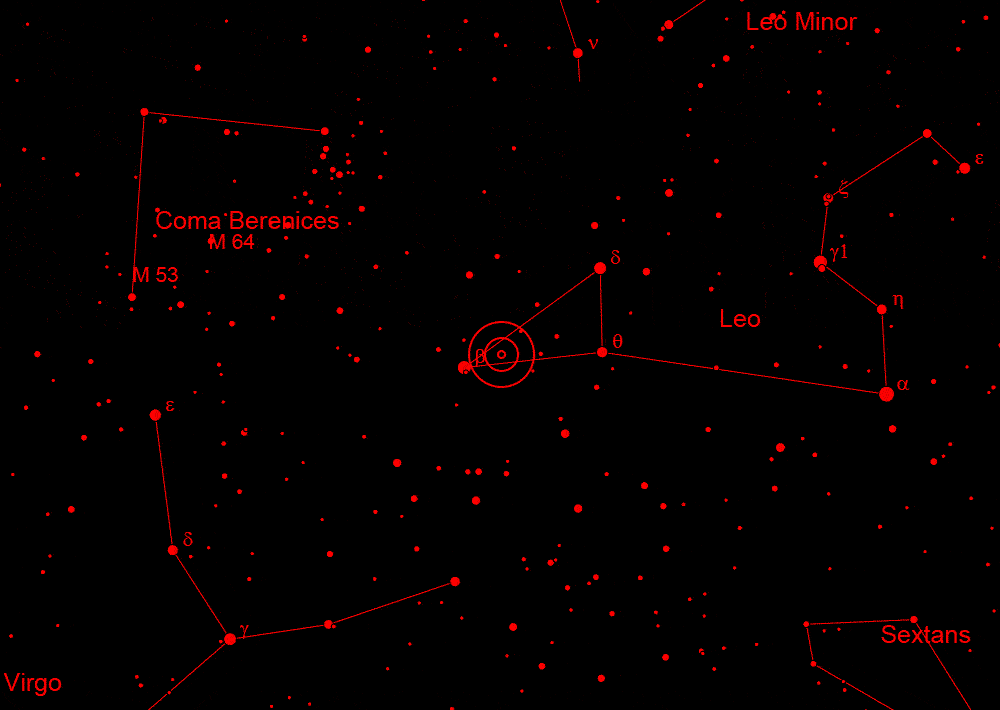 Leo Minor
ν
ε
ζ
Coma Berenices
M 64
γ1
δ
M 53
η
Leo
θ
β
α
ε
δ
γ
Sextans
Virgo